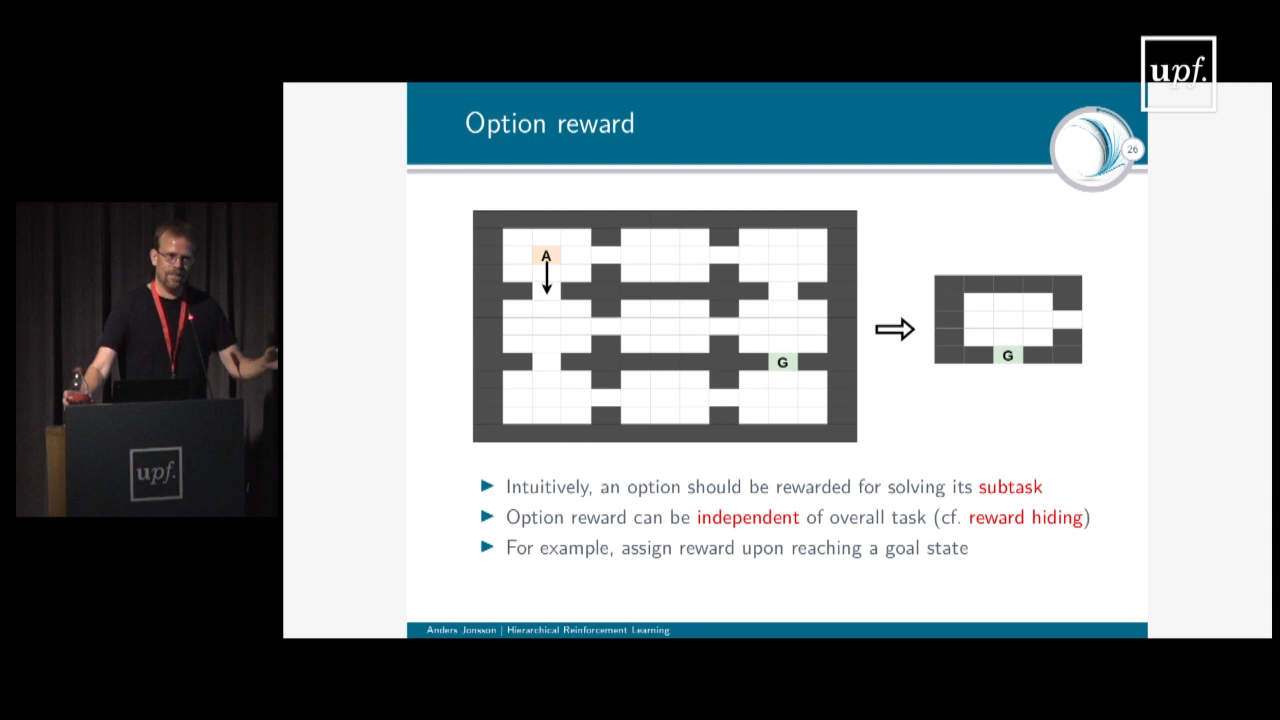 upf.
Option reward
26
A
G
G
▶ Intuitively, an option should be rewarded for solving its subtask
▶ Option reward can be independent of overall task (cf. reward hiding)
▶ For example, assign reward upon reaching a goal state
Anders Jonsson | Hierarchical Reinforcement Learning
upf.